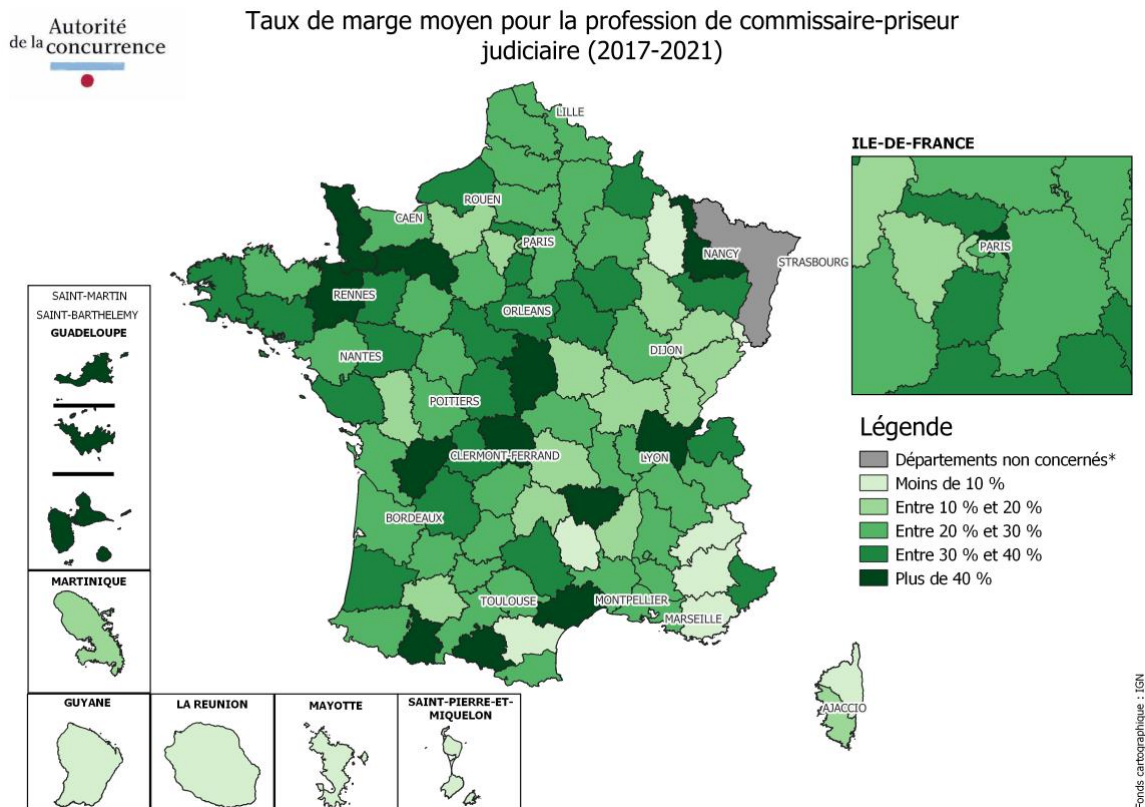 Autorité
de la concurrence
Taux de marge moyen pour la profession de commissaire-priseur
judiciaire (2017-2021)
LILLE
ROUEN
CAEN
PARIS
NANCY
STRASBOURG
RENNES
ORLEANS
NANTES
DIJON
POITIERS
CLERMONT-FERRAND
LYON
BORDEAUX
TOULOUSE
MONTPELLIER
MARSEILLE
AJACCIO
ILE-DE-FRANCE
PARIS
Légende
Départements non concernés*
Moins de 10 %
Entre 10 % et 20 %
Entre 20 % et 30 %
Entre 30 % et 40 %
Plus de 40 %
SAINT-MARTIN
SAINT-BARTHELEMY
GUADELOUPE
MARTINIQUE
GUYANE
LA REUNION
MAYOTTE
SAINT-PIERRE-ET-
MIQUELON
Fonds cartographique : IGN